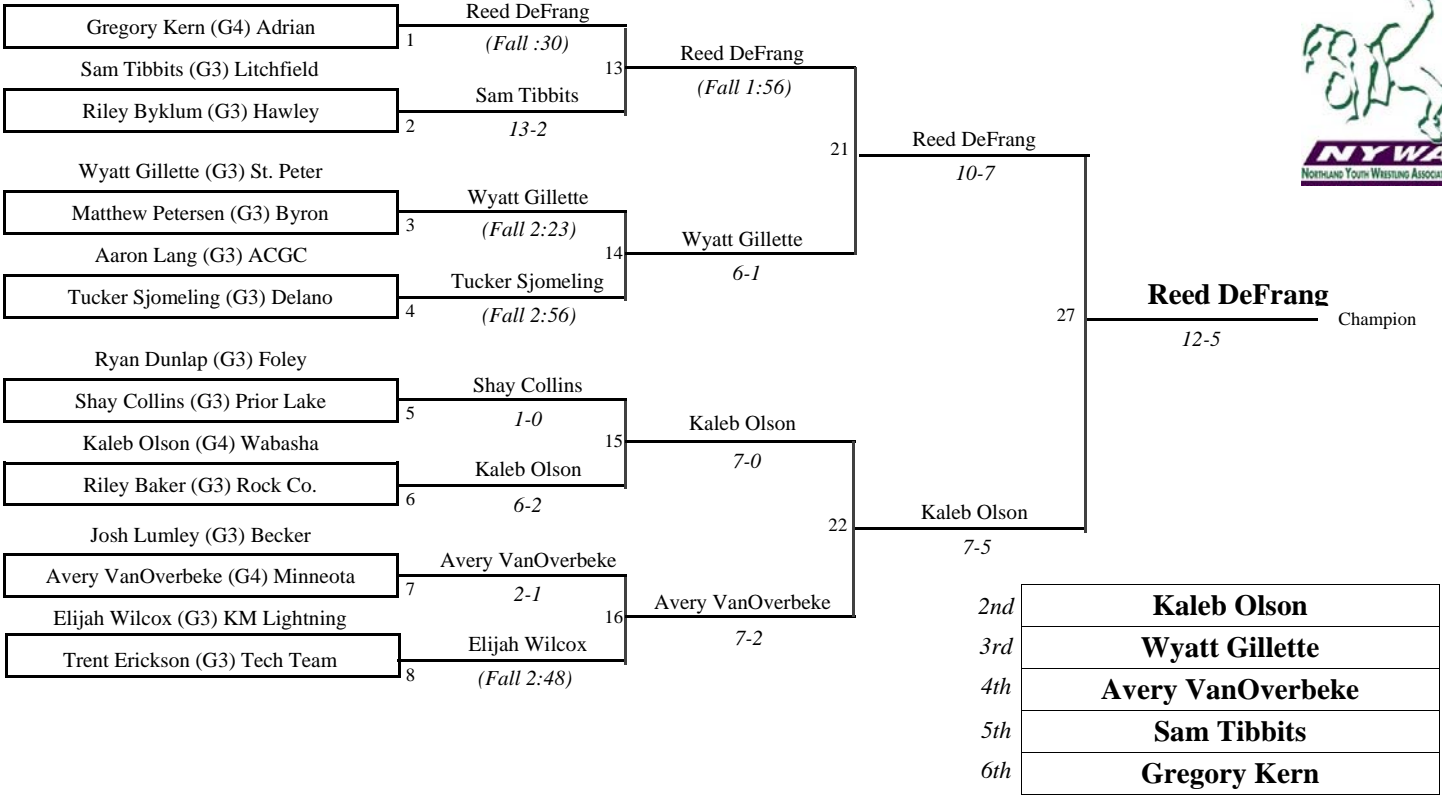 Reed DeFrang
Gregory Kern (G4) Adrian
1
(Fall :30)
Sam Tibbits (G3) Litchfield
13
Reed DeFrang
(Fall 1:56)
Sam Tibbits
Riley Byklum (G3) Hawley
2
13-2
21
Reed DeFrang
10-7
NYWA
NORTHLAND YOUTH WRESTLING
Wyatt Gillette (G3) St. Peter
Wyatt Gillette
Matthew Petersen (G3) Byron
3
(Fall 2:23)
Aaron Lang (G3) ACGC
14
Wyatt Gillette
6-1
Tucker Sjomeling
Tucker Sjomeling (G3) Delano
4
(Fall 2:56)
27
Reed DeFrang
Champion
12-5
Ryan Dunlap (G3) Foley
Shay Collins
Shay Collins (G3) Prior Lake
5
1-0
Kaleb Olson (G4) Wabasha
15
Kaleb Olson
7-0
Kaleb Olson
Riley Baker (G3) Rock Co.
6
6-2
22
Kaleb Olson
7-5
Josh Lumley (G3) Becker
Avery VanOverbeke
Avery VanOverbeke (G4) Minneota
7
2-1
Elijah Wilcox (G3) KM Lightning
16
Avery VanOverbeke
7-2
Elijah Wilcox
Trent Erickson (G3) Tech Team
8
(Fall 2:48)
2nd Kaleb Olson
3rd Wyatt Gillette
4th Avery VanOverbeke
5th Sam Tibbits
6th Gregory Kern